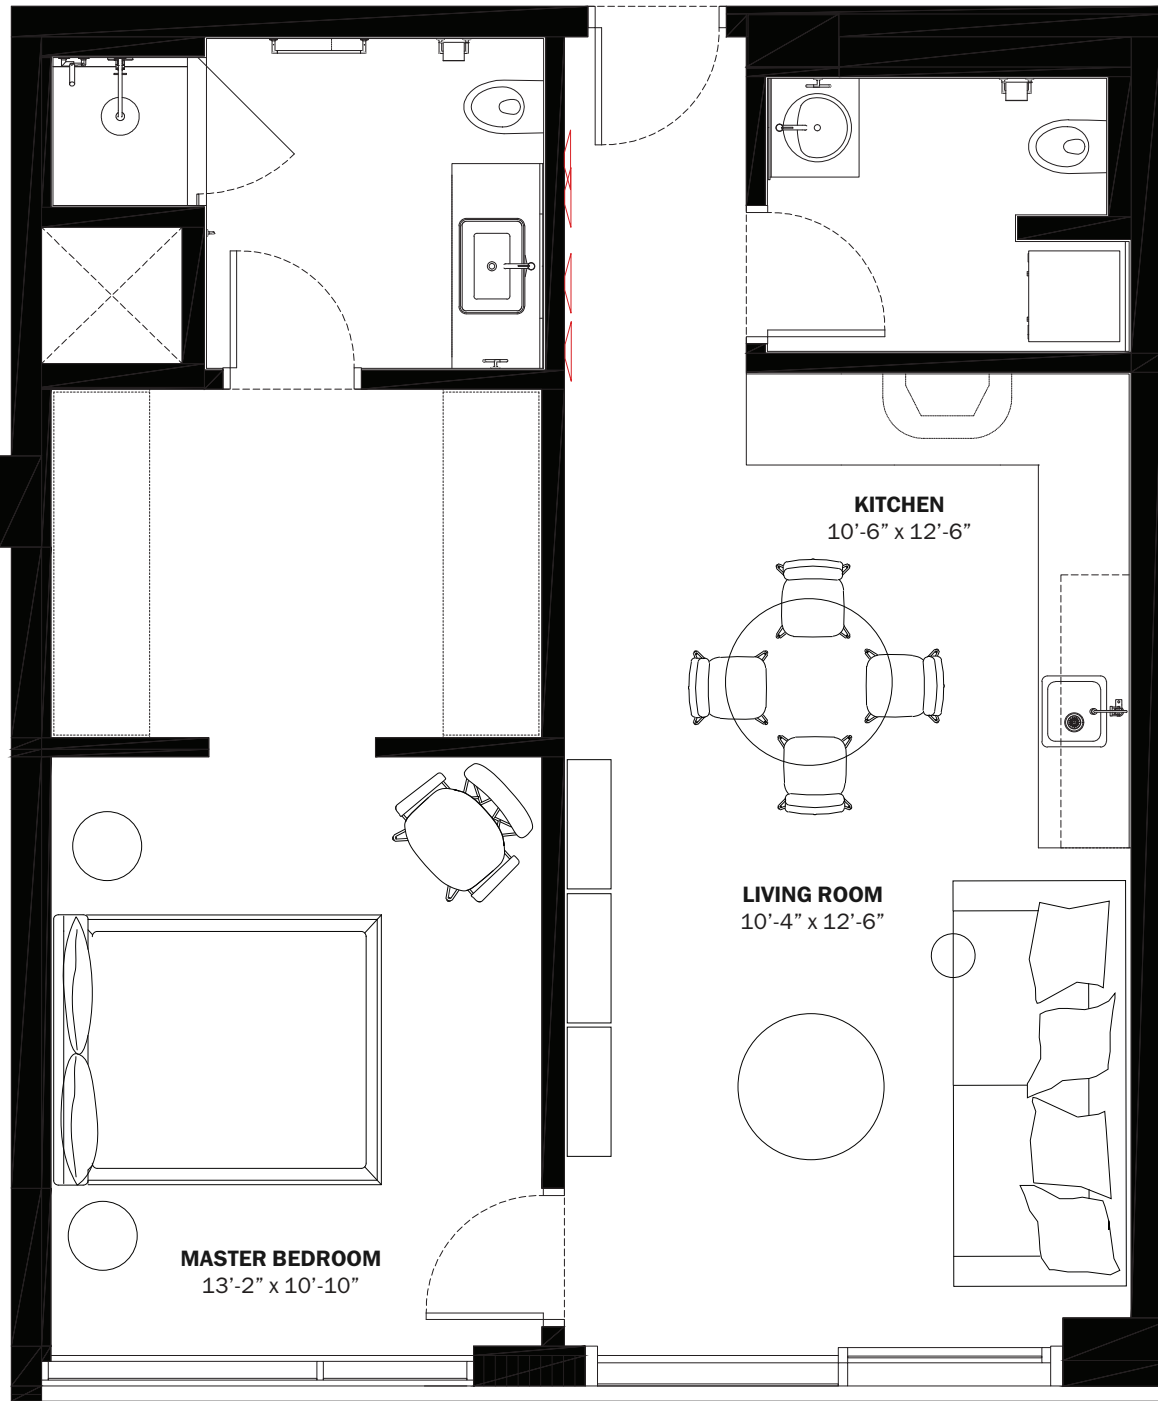 KITCHEN
10’-6” x 12’-6”
LIVING ROOM
10’-4” x 12’-6”
MASTER BEDROOM
13’-2” x 10’-10”